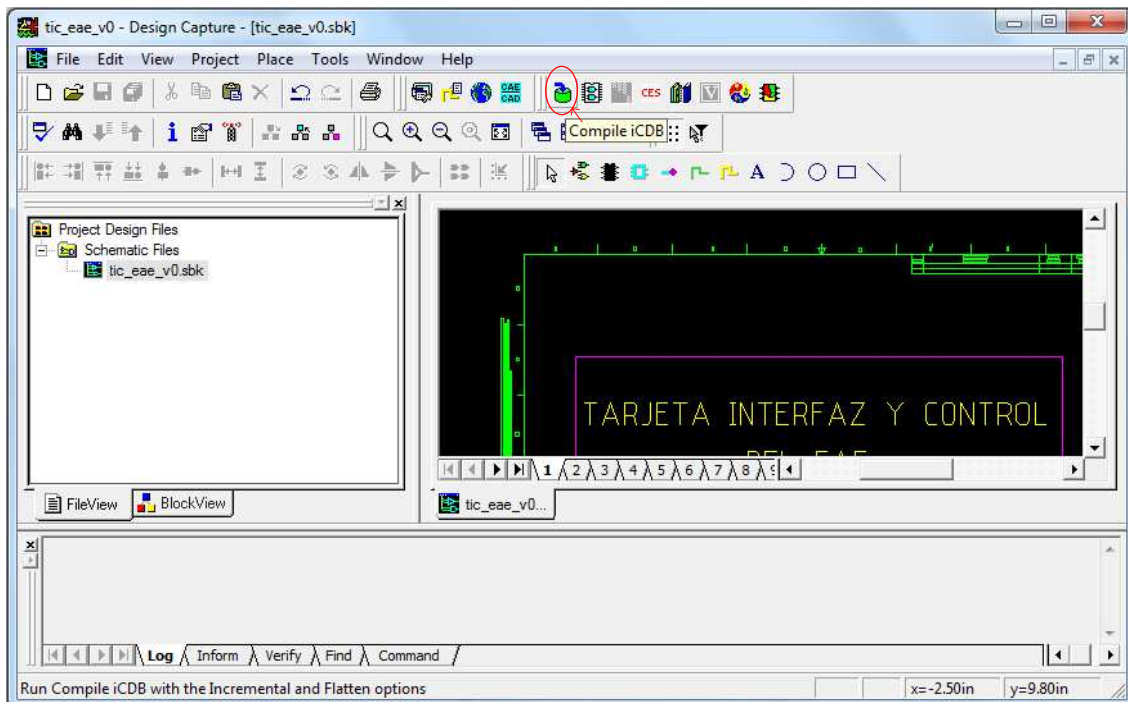 tic_eae_v0 - Design Capture - [tic_eae_v0.sbk]
File Edit View Project Place Tools Window Help
CAE
CAD
CES
Compile iCDB
A
Project Design Files
Schematic Files
tic_eae_v0.sbk
TARJETA INTERFAZ Y CONTROL
1 2 3 4 5 6 7 8
FileView BlockView
tic_eae_v0...
Log Inform Verify Find Command
Run Compile iCDB with the Incremental and Flatten options
x=-2.50in y=9.80in